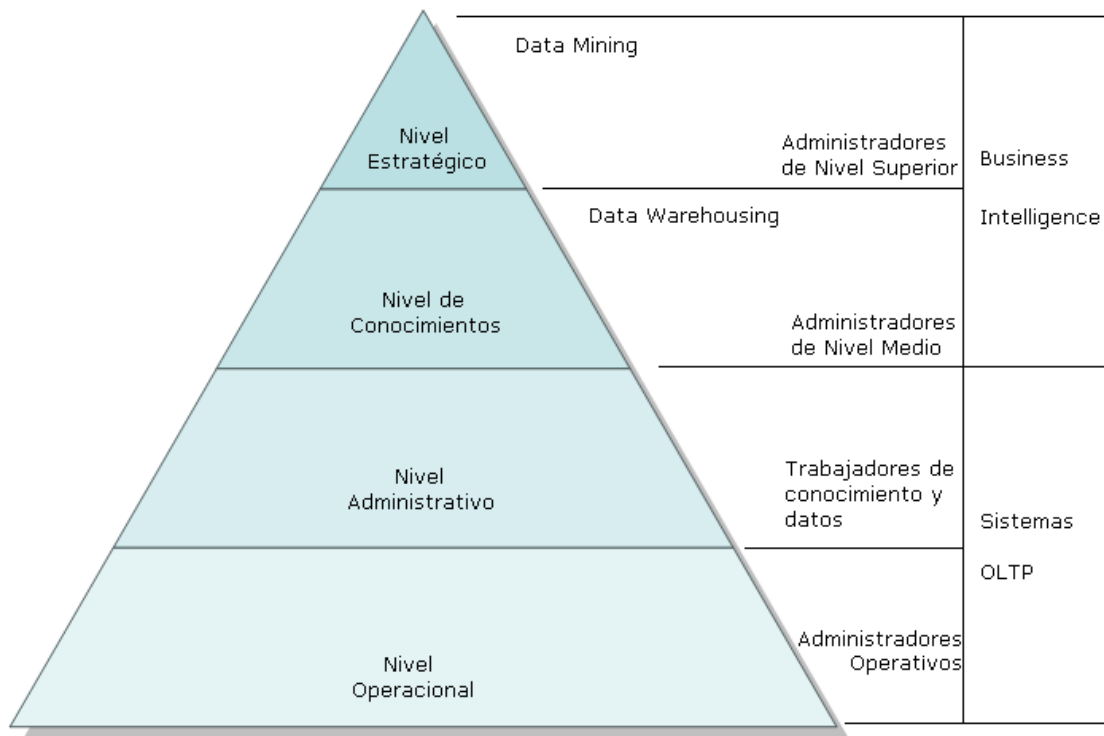 Data Mining
Nivel
Estratégico
Administradores
de Nivel Superior
Business
Data Warehousing
Intelligence
Nivel de
Conocimientos
Administradores
de Nivel Medio
Nivel
Administrativo
Trabajadores de
conocimiento y
datos
Sistemas
OLTP
Nivel
Operacional
Administradores
Operativos